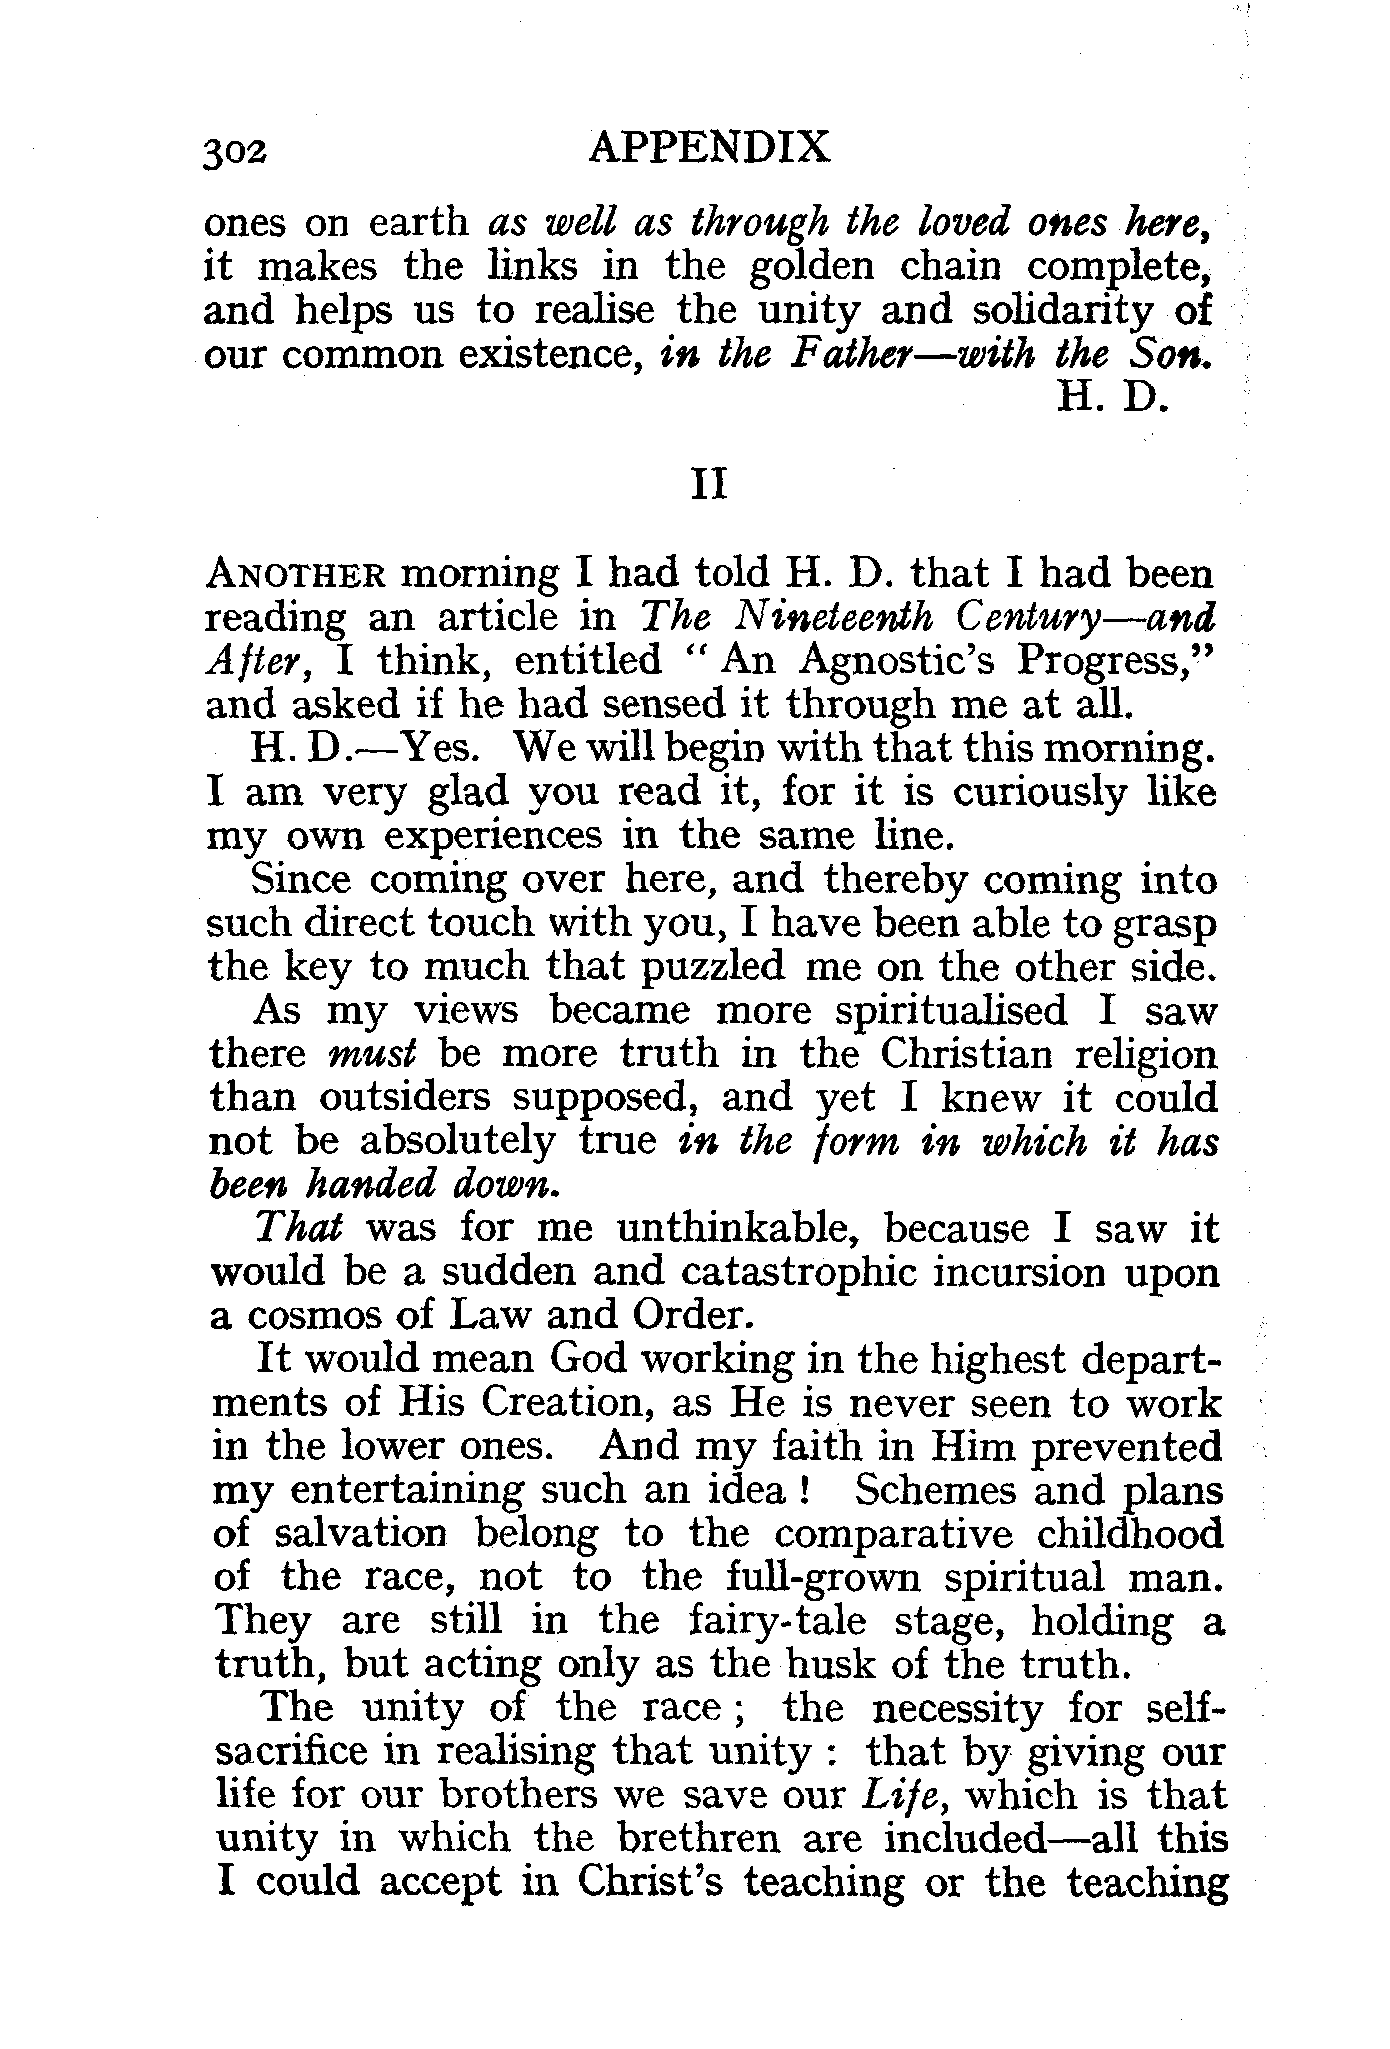 302 APPENDIX
ones on earth as well as through the loved ones here,
it makes the links in the golden chain complete,
and helps us to realise the unity and solidarity of
our common existence, in the Father—with the Son.
H. D.
II
ANOTHER morning I had told H. D. that I had been
reading an article in The Nineteenth Century—and
After, I think, entitled “ An Agnostic’s Progress,”
and asked if he had sensed it through me at all.
H. D.—Yes. We will begin with that this morning.
I am very glad you read it, for it is curiously like
my own experiences in the same line.
Since coming over here, and thereby coming into
such direct touch with you, I have been able to grasp
the key to much that puzzled me on the other side.
As my views became more spiritualised I saw
there must be more truth in the Christian religion
than outsiders supposed, and yet I knew it could
not be absolutely true in the form in which it has
been handed down.
That was for me unthinkable, because I saw it
would be a sudden and catastrophic incursion upon
a cosmos of Law and Order.
It would mean God working in the highest depart-
ments of His Creation, as He is never seen to work
in the lower ones. And my faith in Him prevented
my entertaining such an idea ! Schemes and plans
of salvation belong to the comparative childhood
of the race, not to the full-grown spiritual man.
They are still in the fairy-tale stage, holding a
truth, but acting only as the husk of the truth.
The unity of the race ; the necessity for self-
sacrifice in realising that unity : that by giving our
life for our brothers we save our Life, which is that
unity in which the brethren are included—all this
I could accept in Christ’s teaching or the teaching